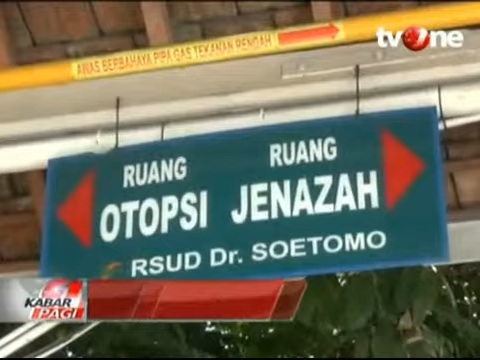 tvOne
AWAS BERBAHAYA PIPA GAS TEKANAN RENDAH
RUANG OTOPSI
RUANG JENAZAH
RSUD Dr. SOETOMO
KABAR
PAGI